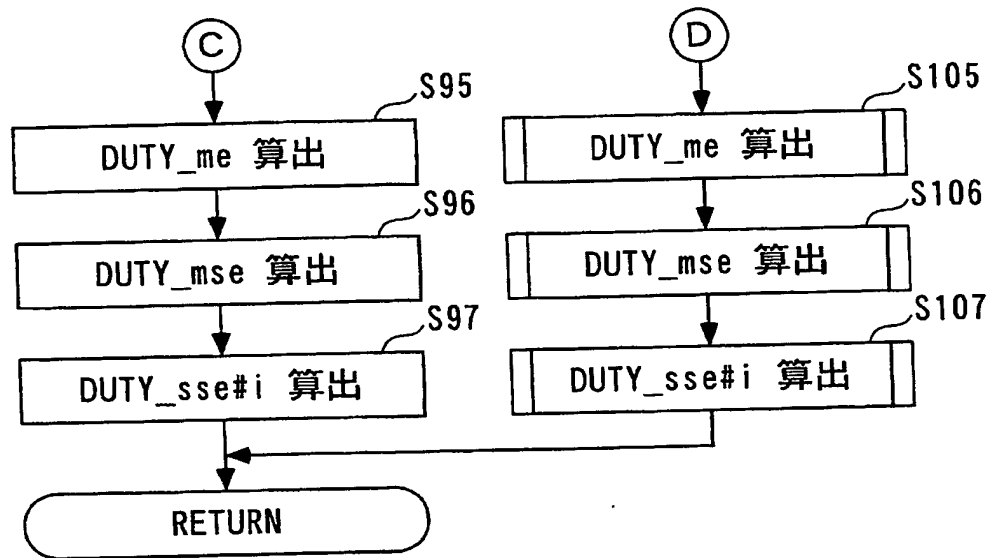 C
D
S95
DUTY_me 算出
S105
DUTY_me 算出
S96
DUTY_mse 算出
S106
DUTY_mse 算出
S97
DUTY_sse#i 算出
S107
DUTY_sse#i 算出
RETURN